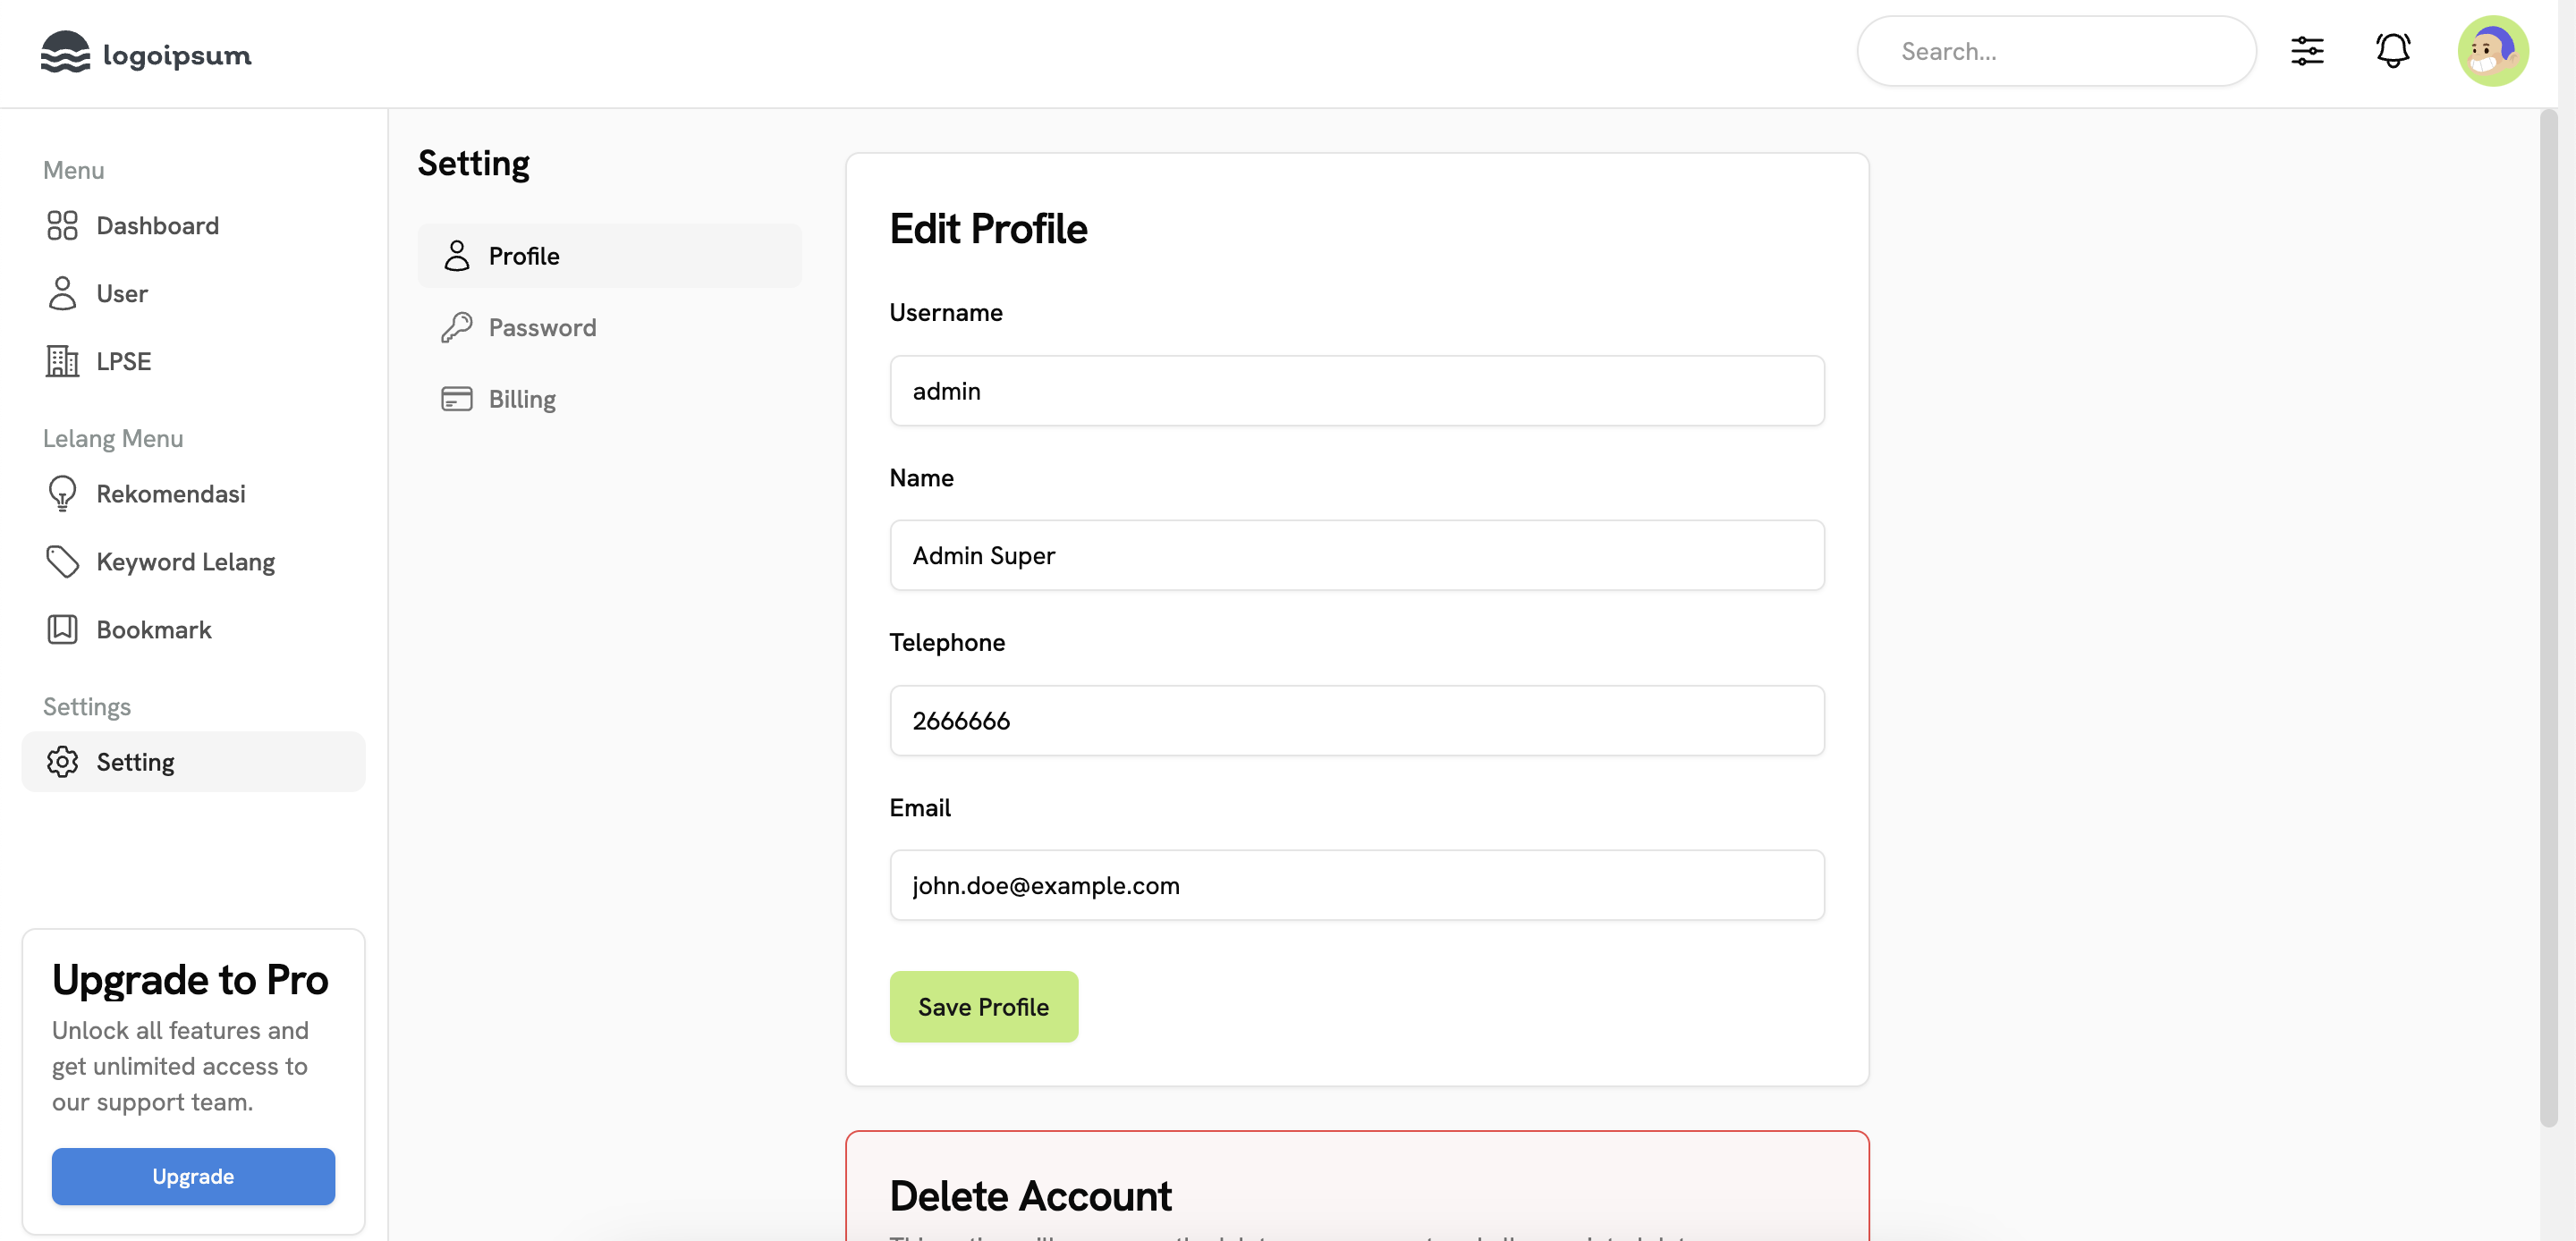 logoipsum
Search...
Menu
Dashboard
User
LPSE
Lelang Menu
Rekomendasi
Keyword Lelang
Bookmark
Settings
Setting
Upgrade to Pro
Unlock all features and
get unlimited access to
our support team.
Upgrade
Setting
Profile
Password
Billing
Edit Profile
Username
admin
Name
Admin Super
Telephone
2666666
Email
john.doe@example.com
Save Profile
Delete Account